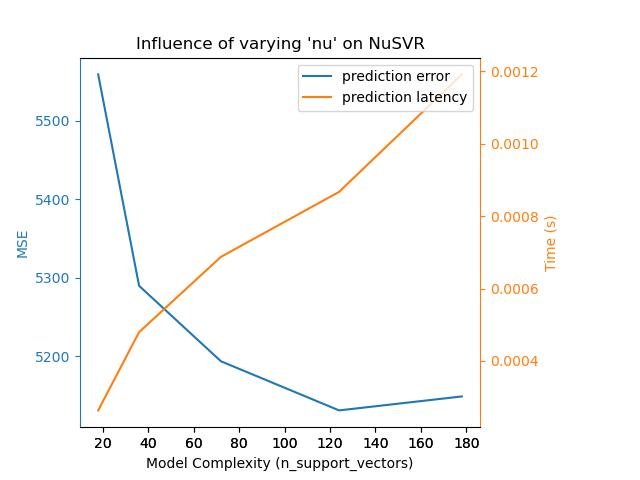 Influence of varying 'nu' on NuSVR
prediction error
prediction latency
5500
5400
5300
5200
MSE
0.0012
0.0010
0.0008
0.0006
0.0004
Time (s)
20 40 60 80 100 120 140 160 180
Model Complexity (n_support_vectors)